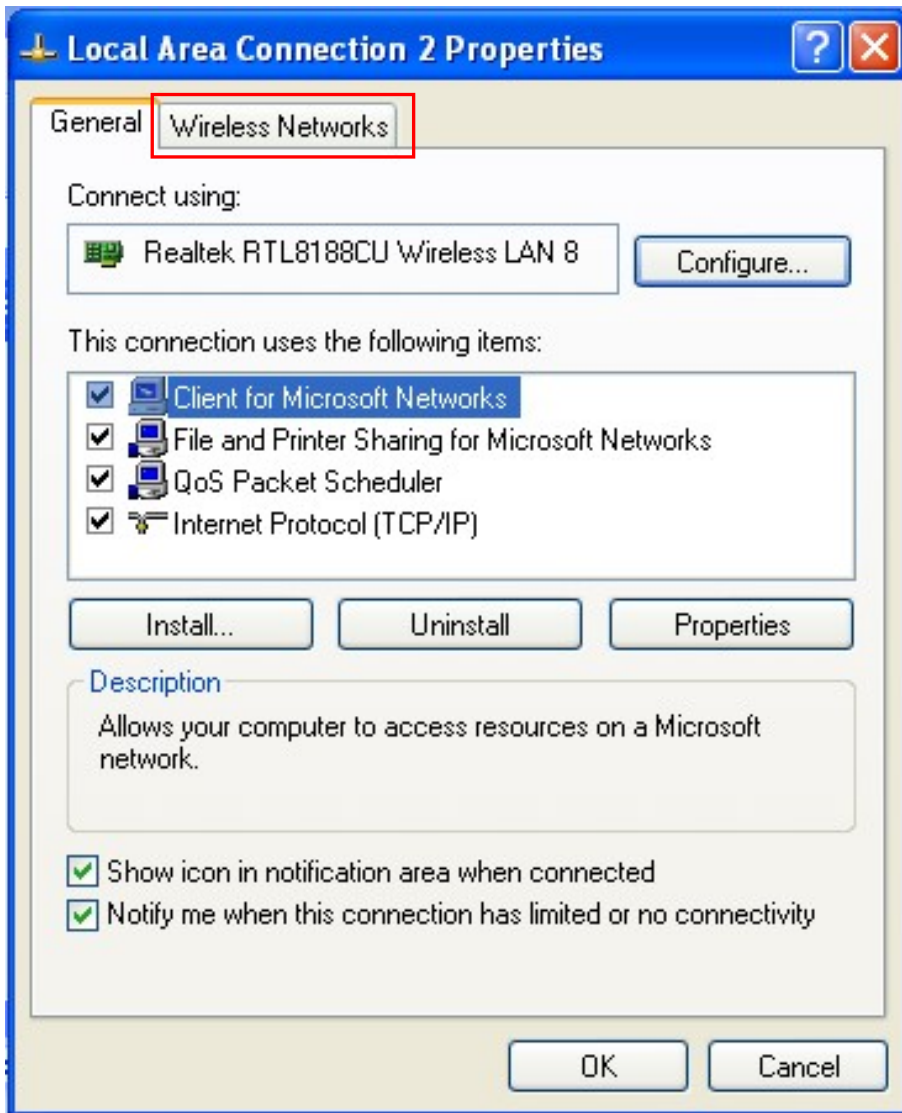 Local Area Connection 2 Properties
General
Wireless Networks
Connect using:
Realtek RTL8188CU Wireless LAN 8
Configure...
This connection uses the following items:
Client for Microsoft Networks
File and Printer Sharing for Microsoft Networks
QoS Packet Scheduler
Internet Protocol (TCP/IP)
Install...
Uninstall
Properties
Description
Allows your computer to access resources on a Microsoft
network.
Show icon in notification area when connected
Notify me when this connection has limited or no connectivity
OK
Cancel